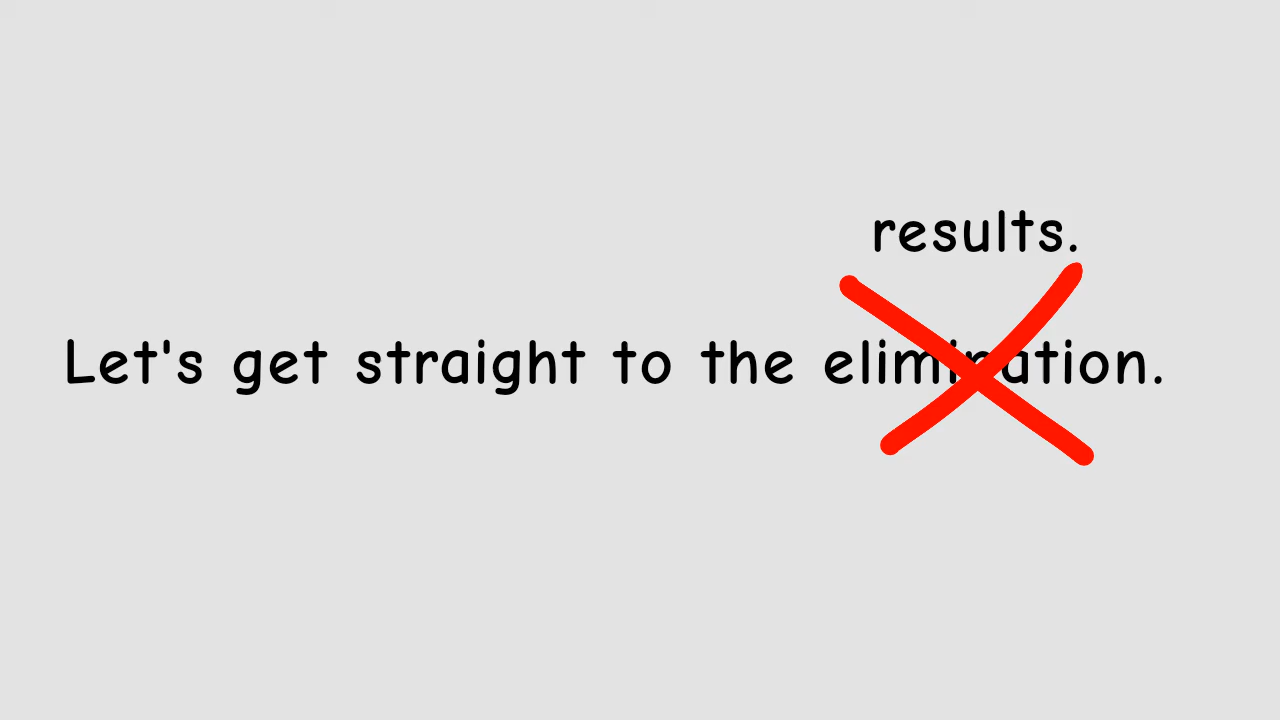 results.
Let's get straight to the elimination.